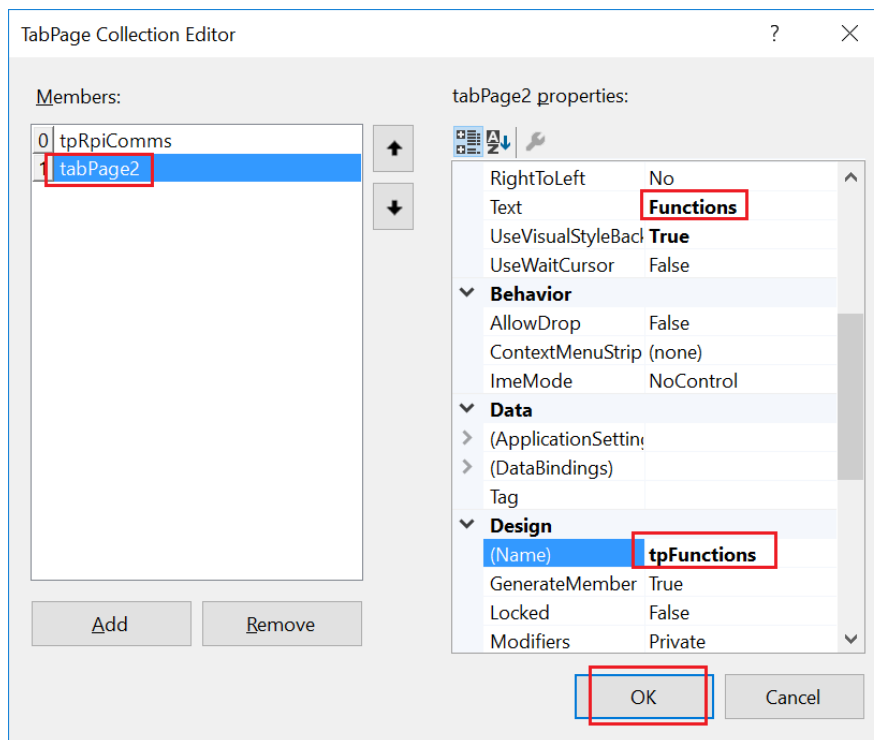 TabPage Collection Editor ?
Members:
0 tpRpiComms
1 tabPage2
Add Remove
tabPage2 properties:
RightToLeft No
Text Functions
UseVisualStyleBack True
UseWaitCursor False
Behavior
AllowDrop False
ContextMenuStrip (none)
ImeMode NoControl
Data
(ApplicationSetting
(DataBindings)
Tag
Design
(Name) tpFunctions
GenerateMember True
Locked False
Modifiers Private
OK Cancel